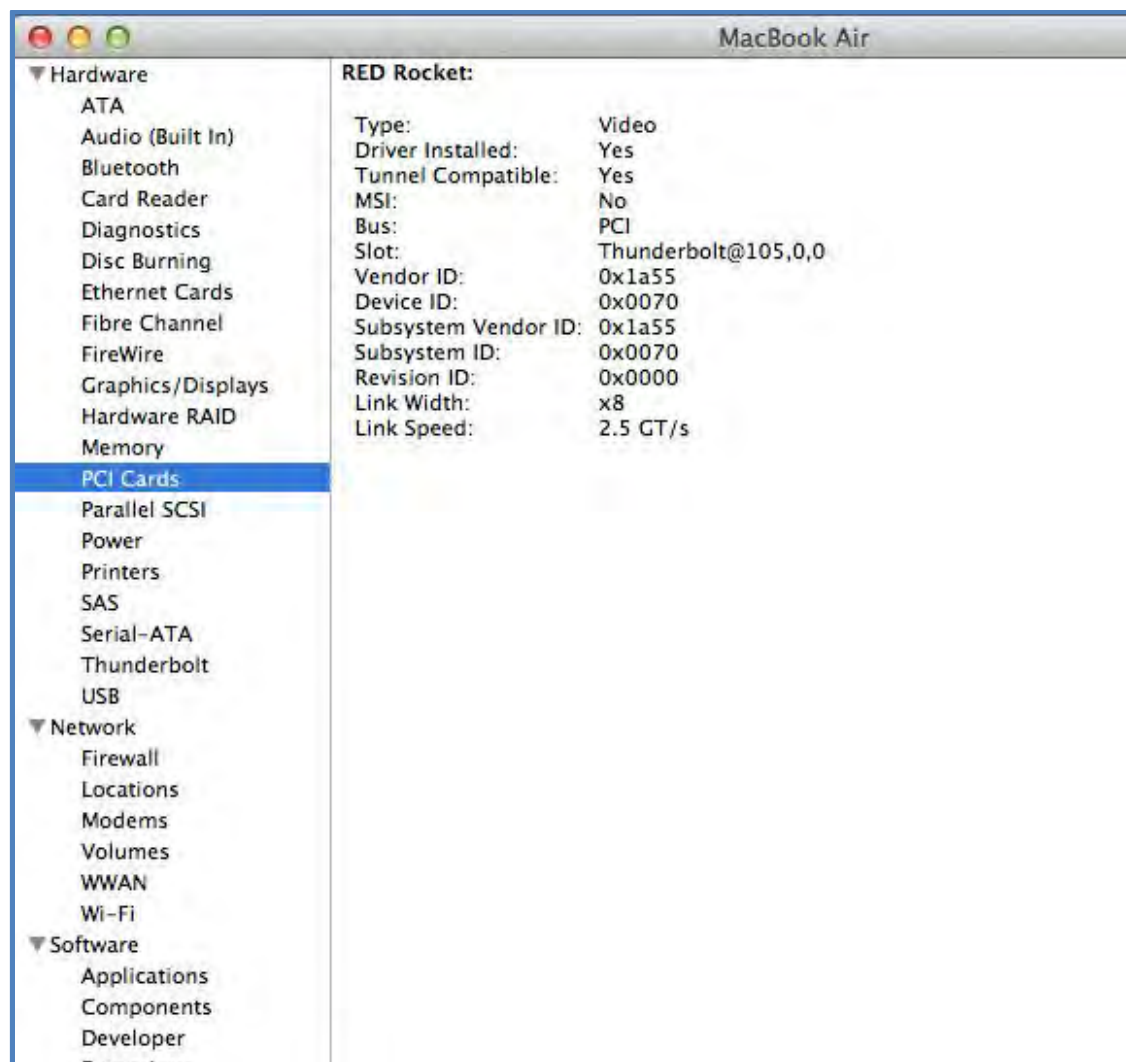 MacBook Air
Hardware
ATA
Audio (Built In)
Bluetooth
Card Reader
Diagnostics
Disc Burning
Ethernet Cards
Fibre Channel
FireWire
Graphics/Displays
Hardware RAID
Memory
PCI Cards
Parallel SCSI
Power
Printers
SAS
Serial-ATA
Thunderbolt
USB
Network
Firewall
Locations
Modems
Volumes
WWAN
Wi-Fi
Software
Applications
Components
Developer
RED Rocket:
Type: Video
Driver Installed: Yes
Tunnel Compatible: Yes
MSI: No
Bus: PCI
Slot: Thunderbolt@105,0,0
Vendor ID: 0x1a55
Device ID: 0x0070
Subsystem Vendor ID: 0x1a55
Subsystem ID: 0x0070
Revision ID: 0x0000
Link Width: x8
Link Speed: 2.5 GT/s